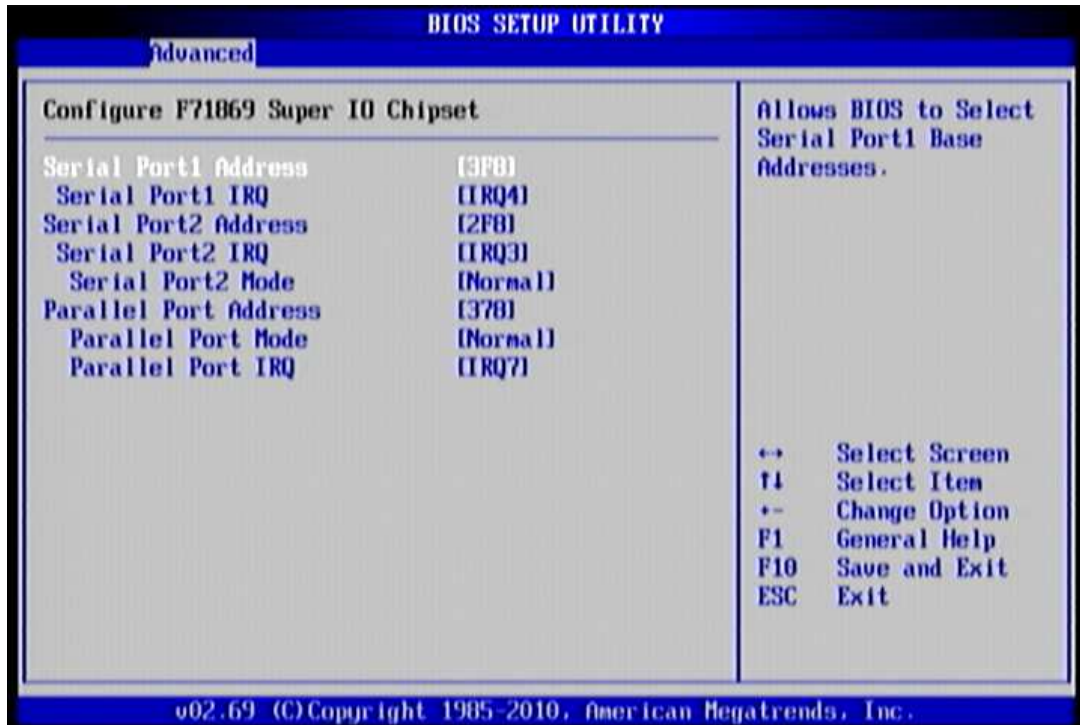 BIOS SETUP UTILITY
Advanced
Configure F71869 Super IO Chipset
Serial Port1 Address [3F8]
Serial Port1 IRQ [IRQ4]
Serial Port2 Address [2F8]
Serial Port2 IRQ [IRQ3]
Serial Port2 Mode [Normal]
Parallel Port Address [378]
Parallel Port Mode [Normal]
Parallel Port IRQ [IRQ7]
Allows BIOS to Select
Serial Port1 Base
Addresses.
↔ Select Screen
↑↓ Select Item
+- Change Option
F1 General Help
F10 Save and Exit
ESC Exit
v02.69 (C)Copyright 1985-2010, American Megatrends, Inc.